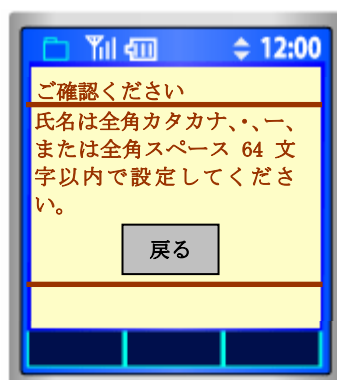 12:00
ご確認ください
氏名は全角カタカナ、・、ー、
または全角スペース 64 文
字以内で設定してくださ
い。
戻る